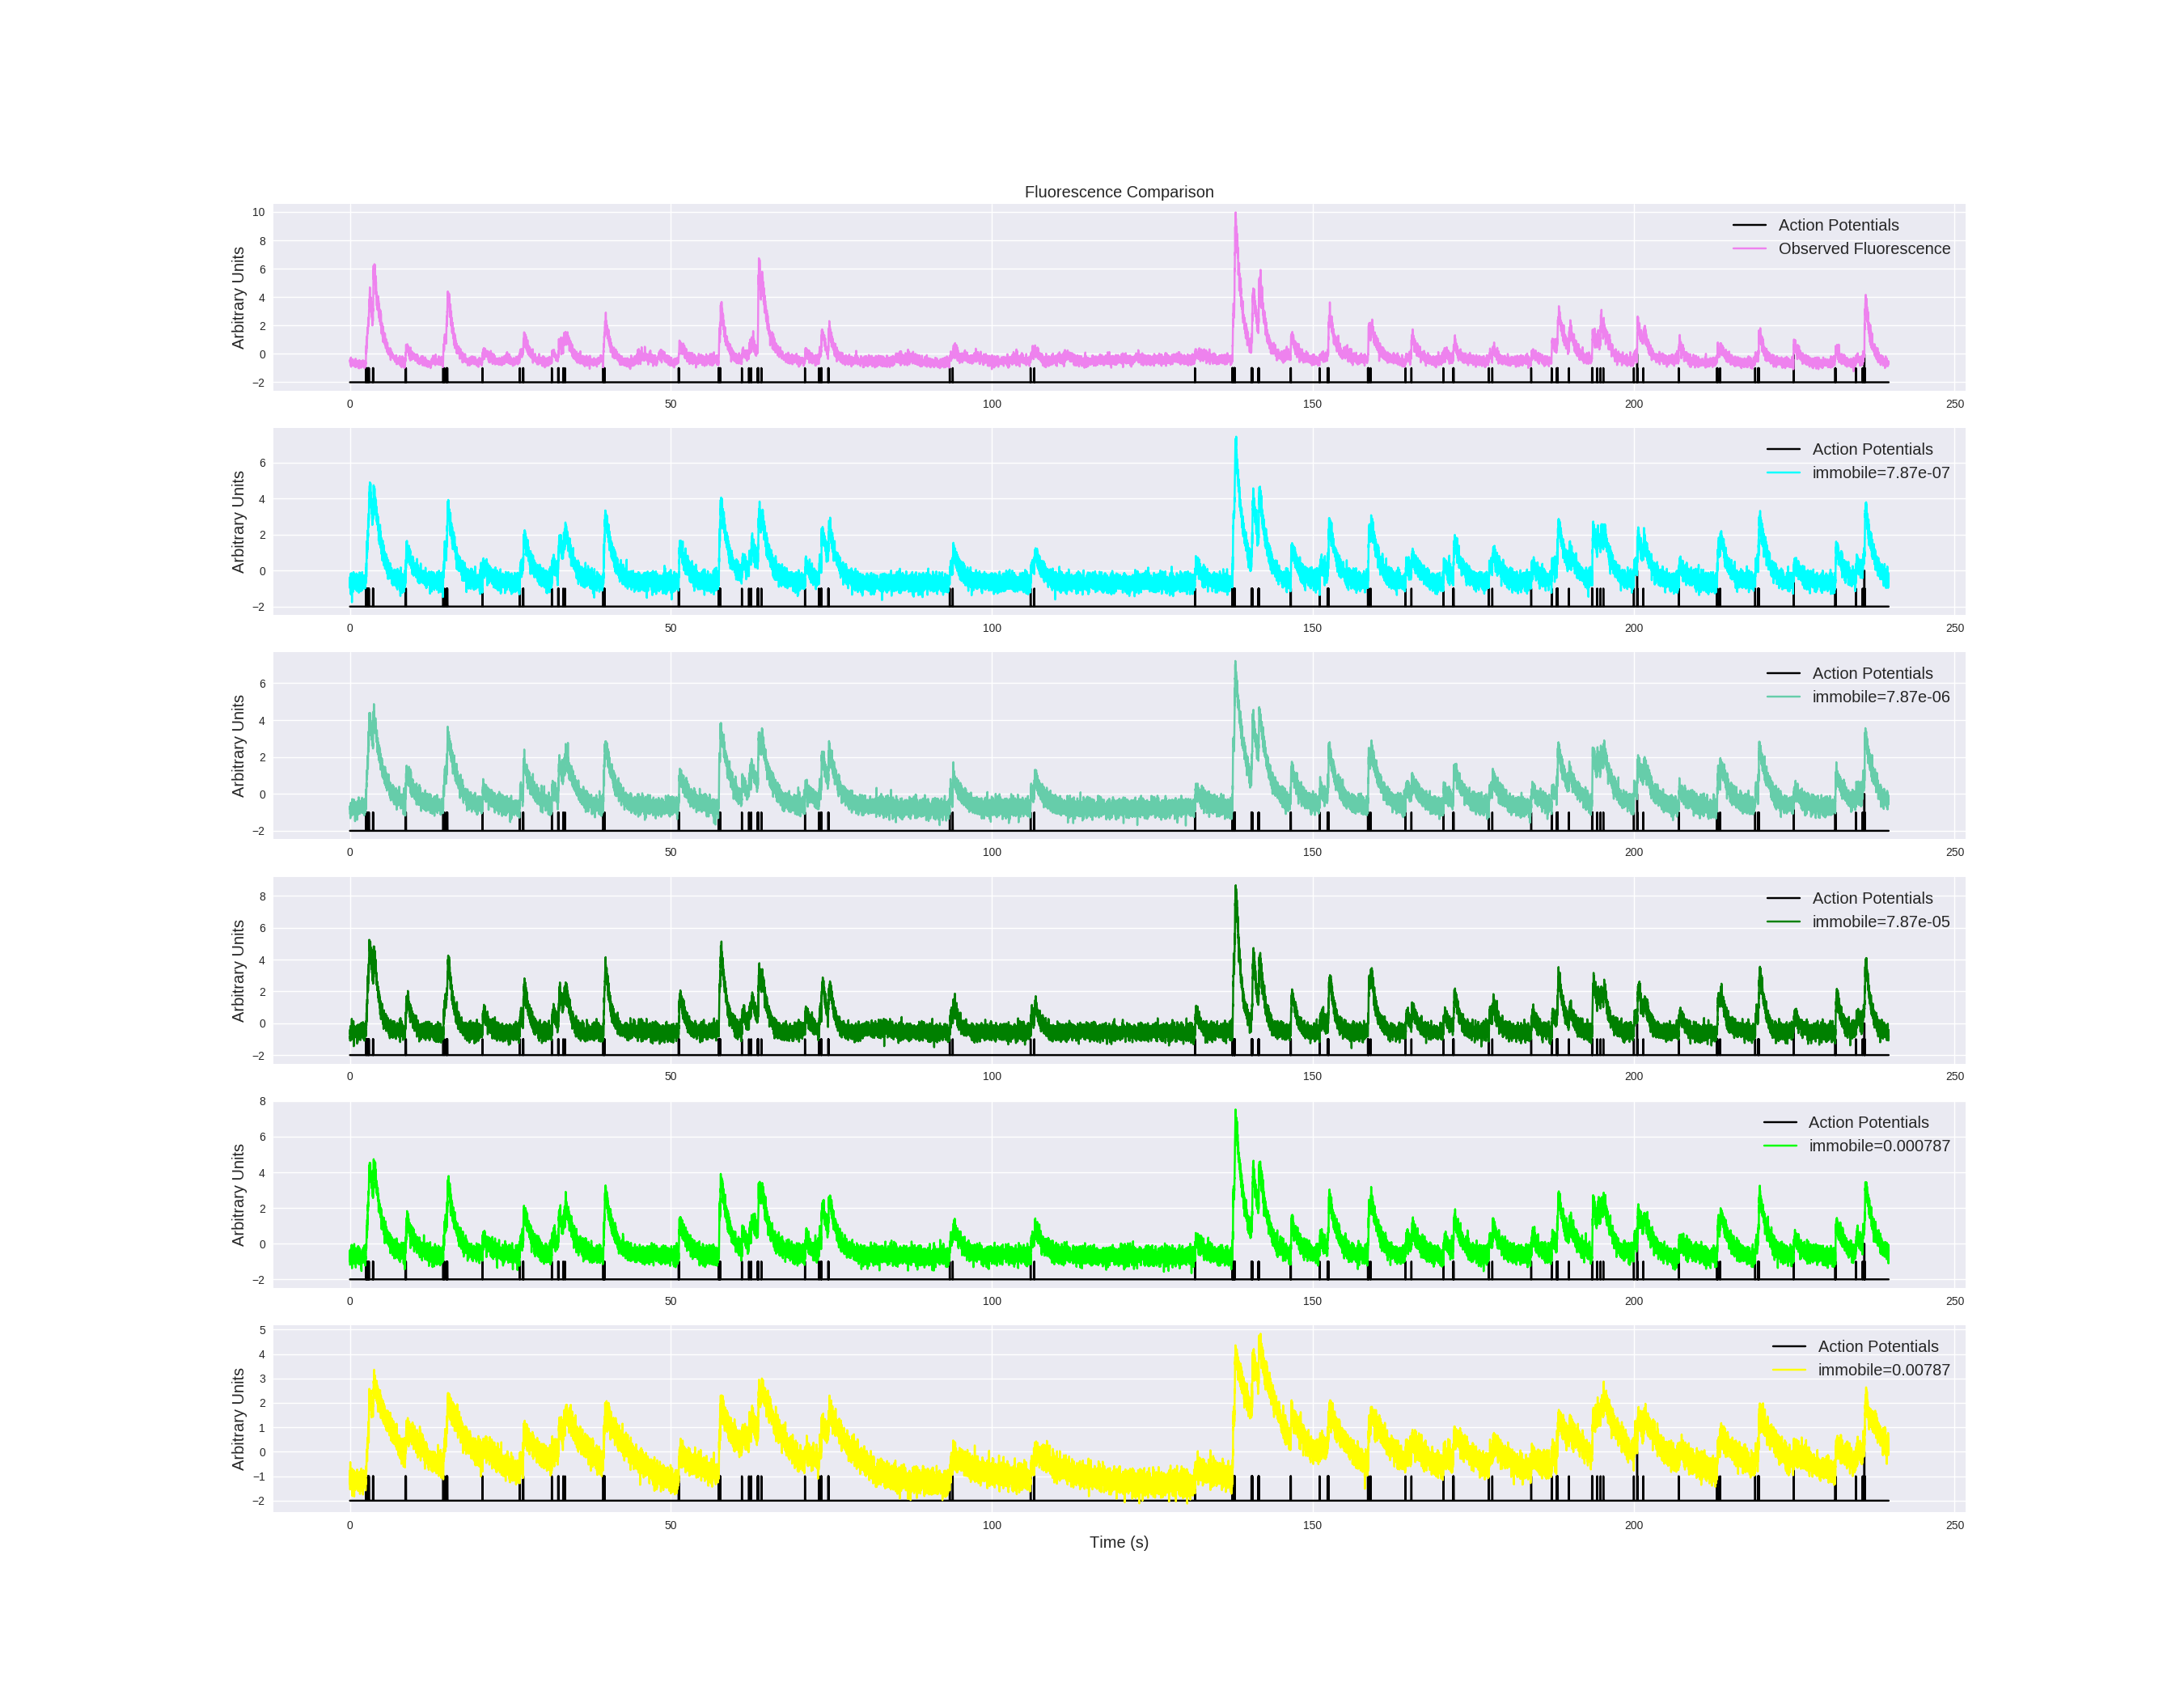 Fluorescence Comparison
Arbitrary Units
10
8
6
4
2
0
−2
Action Potentials
Observed Fluorescence
0 50 100 150 200 250
Arbitrary Units
6
4
2
0
−2
Action Potentials
immobile=7.87e-07
0 50 100 150 200 250
Arbitrary Units
6
4
2
0
−2
Action Potentials
immobile=7.87e-06
0 50 100 150 200 250
Arbitrary Units
8
6
4
2
0
−2
Action Potentials
immobile=7.87e-05
0 50 100 150 200 250
Arbitrary Units
8
6
4
2
0
−2
Action Potentials
immobile=0.000787
0 50 100 150 200 250
Arbitrary Units
5
4
3
2
1
0
−1
−2
Action Potentials
immobile=0.00787
0 50 100 150 200 250
Time (s)